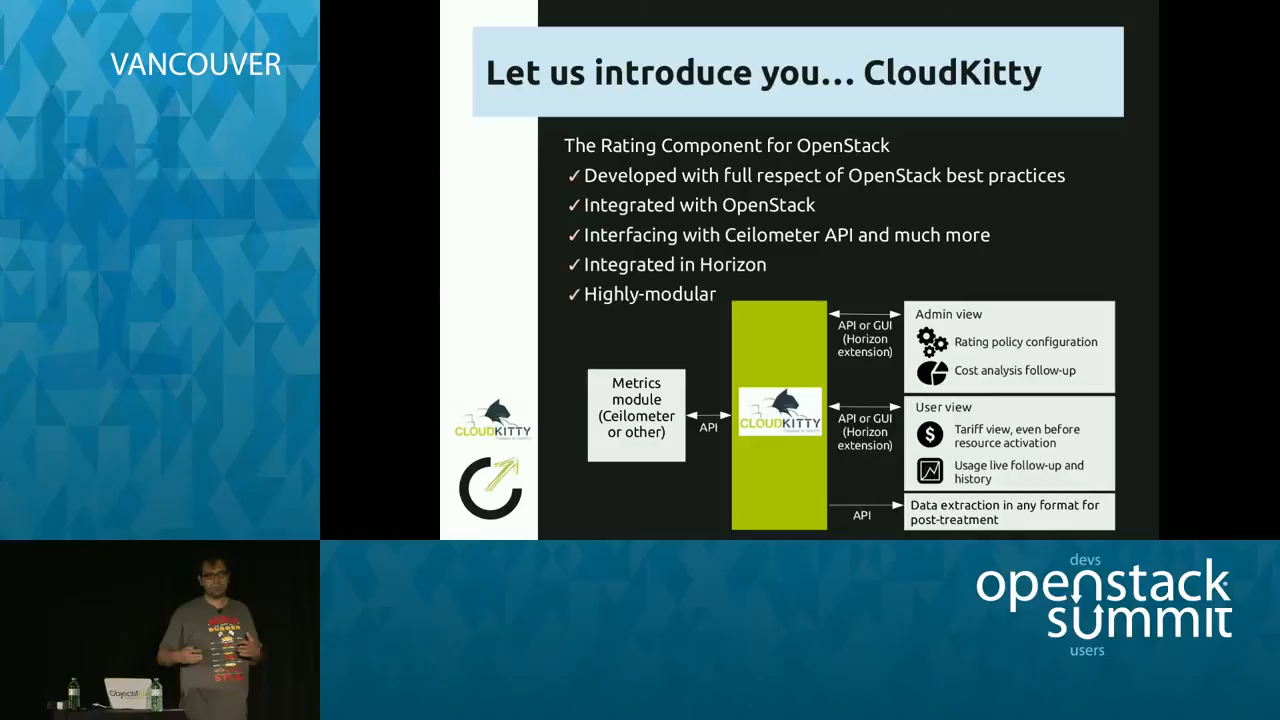 VANCOUVER
Let us introduce you... CloudKitty
The Rating Component for OpenStack
✓Developed with full respect of OpenStack best practices
✓Integrated with OpenStack
✓Interfacing with Ceilometer API and much more
✓Integrated in Horizon
✓Highly-modular
Metrics
module
(Ceilometer
or other)
API
CLOUDKITTY
API or GUI
(Horizon
extension)
Admin view
Rating policy configuration
Cost analysis follow-up
API or GUI
(Horizon
extension)
User view
Tariff view, even before
resource activation
Usage live follow-up and
history
API
Data extraction in any format for
post-treatment
CLOUDKITTY
BURGER
devs
openstack
summit
users